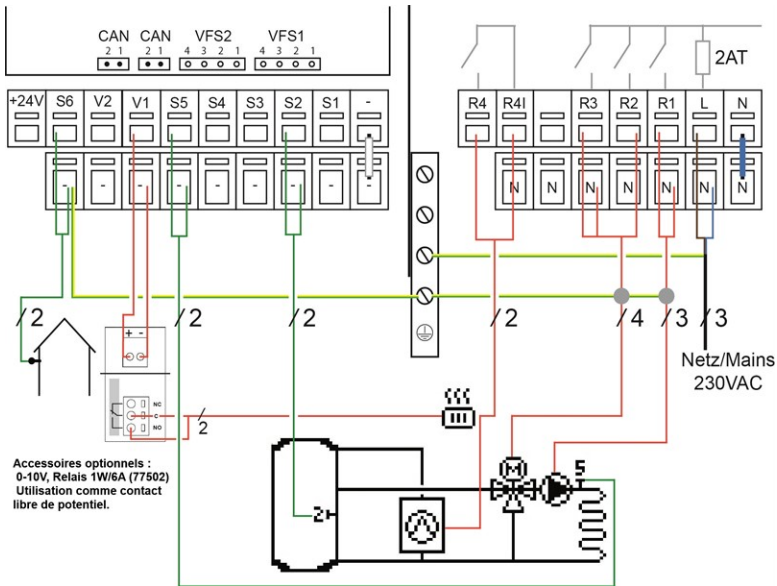 CAN CAN VFS2 VFS1
2 1 2 1 4 3 2 1 4 3 2 1
2AT
+24V S6 V2 V1 S5 S4 S3 S2 S1 -
R4 R4I R3 R2 R1 L N
- - - - - - - - -
N N N N N N N
2 2 2 2 4 3 3
+ -
Netz/Mains
230VAC
NC
C
NO
2
M
S
2
Accessoires optionnels :
0-10V, Relais 1W/6A (77502)
Utilisation comme contact
libre de potentiel.